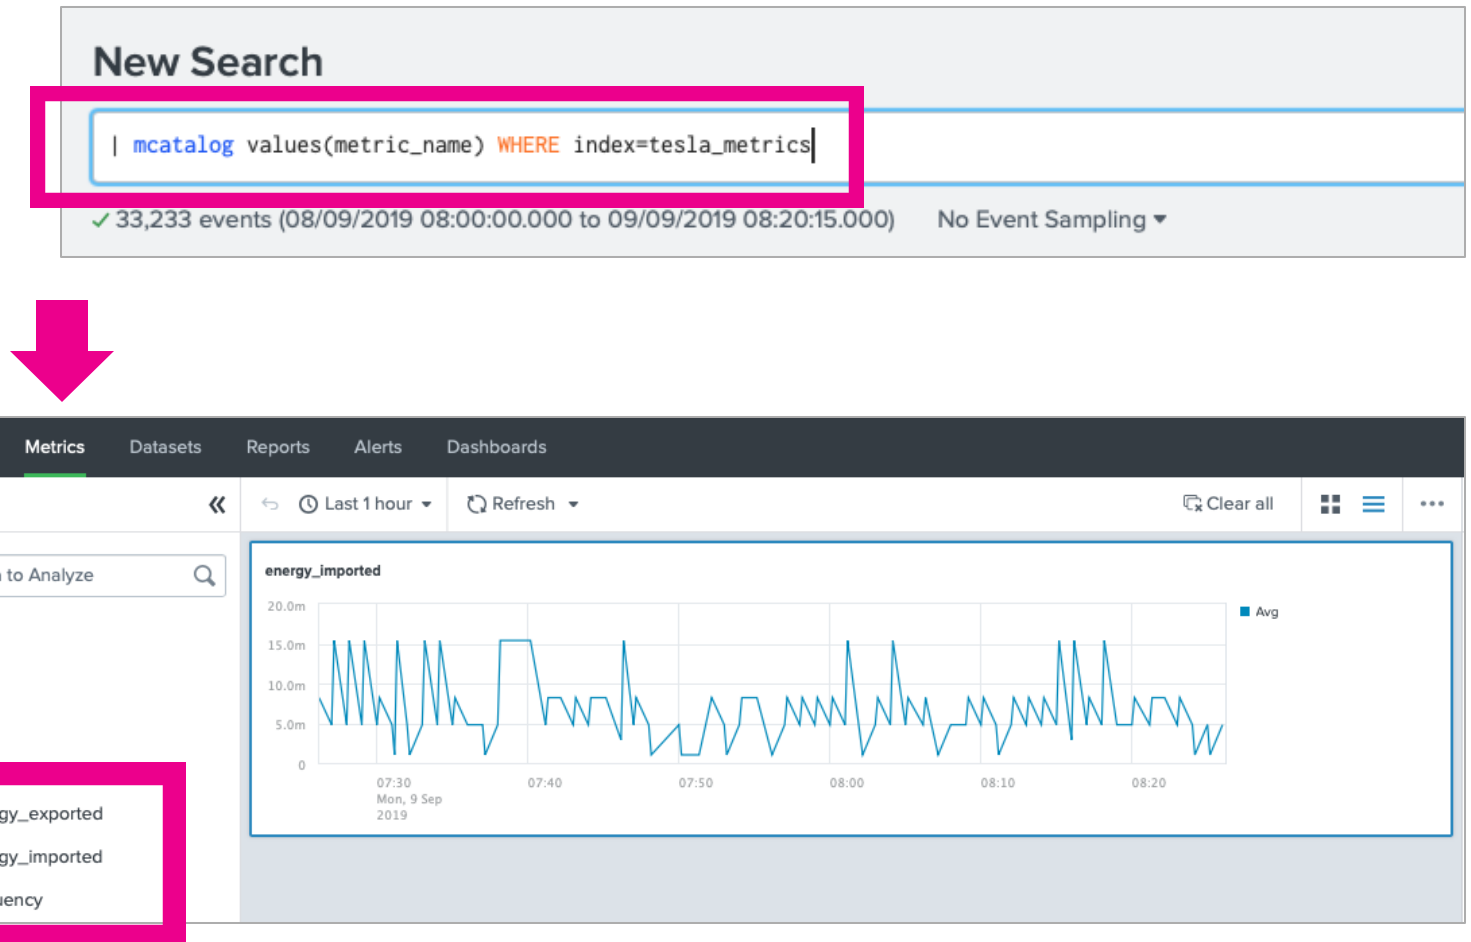 New Search
| mcatalog values(metric_name) WHERE index=tesla_metrics
33,233 events (08/09/2019 08:00:00.000 to 09/09/2019 08:20:15.000) No Event Sampling
Metrics Datasets Reports Alerts Dashboards
Last 1 hour Refresh Clear all
to Analyze
energy_imported
20.0m
15.0m
10.0m
5.0m
0
Avg
07:30 07:40 07:50 08:00 08:10 08:20
Mon, 9 Sep
2019
gy_exported
gy_imported
uency